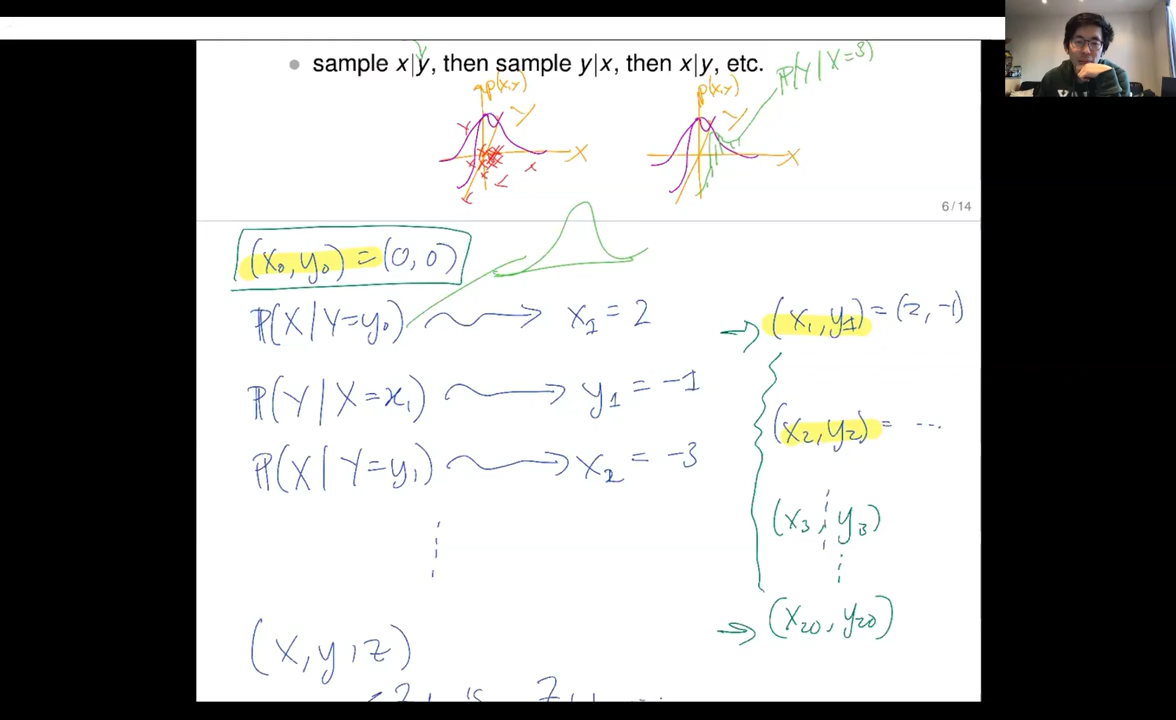 sample x|y, then sample y|x, then x|y, etc.
P(x,y)
y
x
P(x,y)
y
x
P(Y|X=3)
6/14
(x₀,y₀) = (0,0)
P(X|Y=y₀) → x₁ = 2
(x₁,y₁) = (2,-1)
P(Y|X=x₁) → y₁ = -1
(x₂,y₂) = ...
P(X|Y=y₁) → x₂ = -3
(x₃,y₃)
(x₂₀,y₂₀)
(x,y,z)